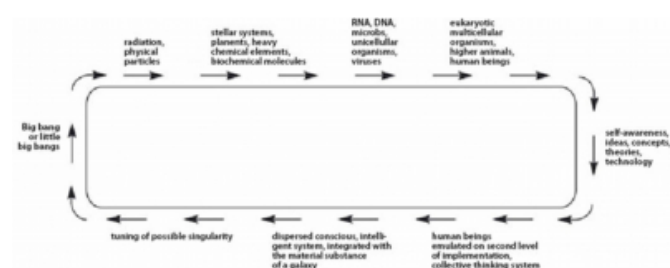 radiation,
physical
particles
stellar systems,
planents, heavy
chemical elements,
biochemical molecules
RNA, DNA,
microbs,
unicellular
organisms,
viruses
eukaryotic
multicellular
organisms,
higher animals,
human beings
self-awareness,
ideas, concepts,
theories,
technology
human beings
emulated on second level
of implementation,
collective thinking system
dispersed conscious, intelli-
gent system, integrated with
the material substance
of a galaxy
tuning of possible singularity
Big bang
or little
big bangs